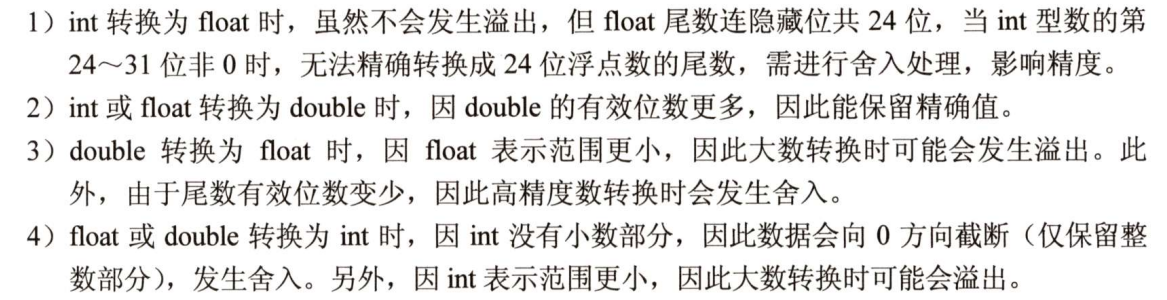 1）int 转换为 float 时，虽然不会发生溢出，但 float 尾数连隐藏位共 24 位，当 int 型数的第
24～31 位非 0 时，无法精确转换成 24 位浮点数的尾数，需进行舍入处理，影响精度。
2）int 或 float 转换为 double 时，因 double 的有效位数更多，因此能保留精确值。
3）double 转换为 float 时，因 float 表示范围更小，因此大数转换时可能会发生溢出。此
外，由于尾数有效位数变少，因此高精度数转换时会发生舍入。
4）float 或 double 转换为 int 时，因 int 没有小数部分，因此数据会向 0 方向截断（仅保留整
数部分），发生舍入。另外，因 int 表示范围更小，因此大数转换时可能会溢出。